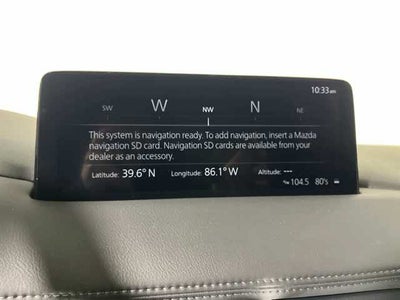 10:33am
SW W NW N NE
This system is navigation ready. To add navigation, insert a Mazda
navigation SD card. Navigation SD cards are available from your
dealer as an accessory.
Latitude: 39.6° N Longitude: 86.1° W Altitude: ---
104.5 80's